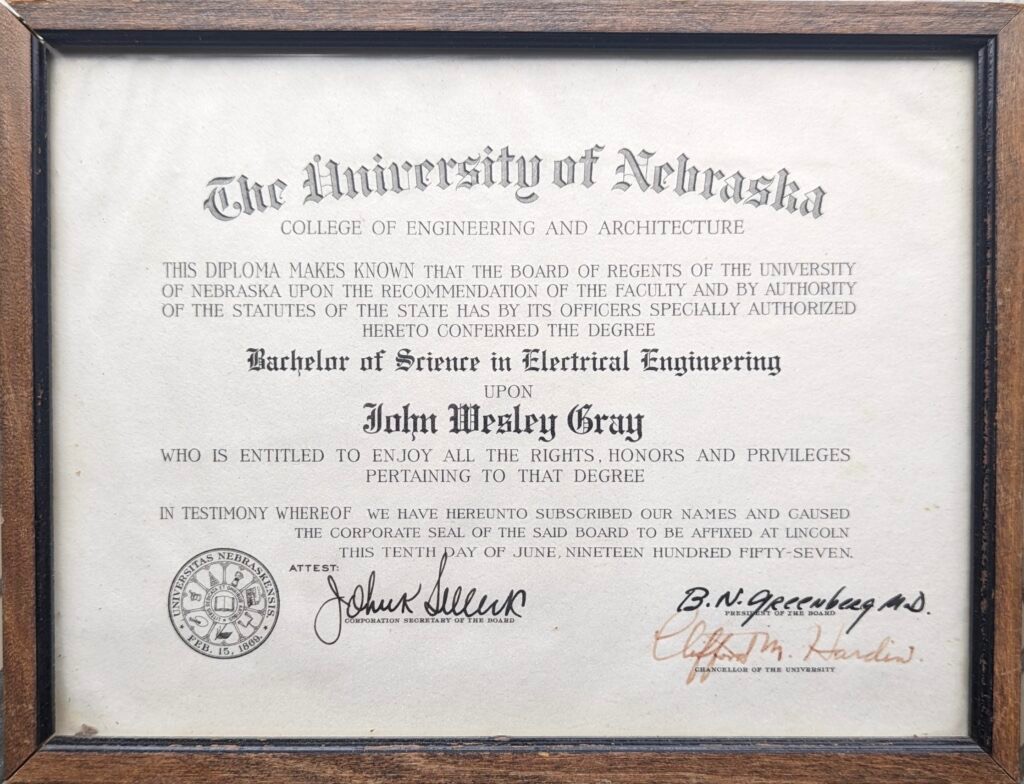 The University of Nebraska
COLLEGE OF ENGINEERING AND ARCHITECTURE
THIS DIPLOMA MAKES KNOWN THAT THE BOARD OF REGENTS OF THE UNIVERSITY
OF NEBRASKA UPON THE RECOMMENDATION OF THE FACULTY AND BY AUTHORITY
OF THE STATUTES OF THE STATE HAS BY ITS OFFICERS SPECIALLY AUTHORIZED
HERETO CONFERRED THE DEGREE
Bachelor of Science in Electrical Engineering
UPON
John Wesley Gray
WHO IS ENTITLED TO ENJOY ALL THE RIGHTS, HONORS AND PRIVILEGES
PERTAINING TO THAT DEGREE
IN TESTIMONY WHEREOF WE HAVE HEREUNTO SUBSCRIBED OUR NAMES AND CAUSED
THE CORPORATE SEAL OF THE SAID BOARD TO BE AFFIXED AT LINCOLN
THIS TENTH DAY OF JUNE, NINETEEN HUNDRED FIFTY-SEVEN.
UNIVERSITAS NEBRASKENSIS.
FEB. 15, 1869.
ATTEST:
John K Selleck
CORPORATION SECRETARY OF THE BOARD
B.N. Greenberg M.D.
PRESIDENT OF THE BOARD
Clifford M. Hardin.
CHANCELLOR OF THE UNIVERSITY